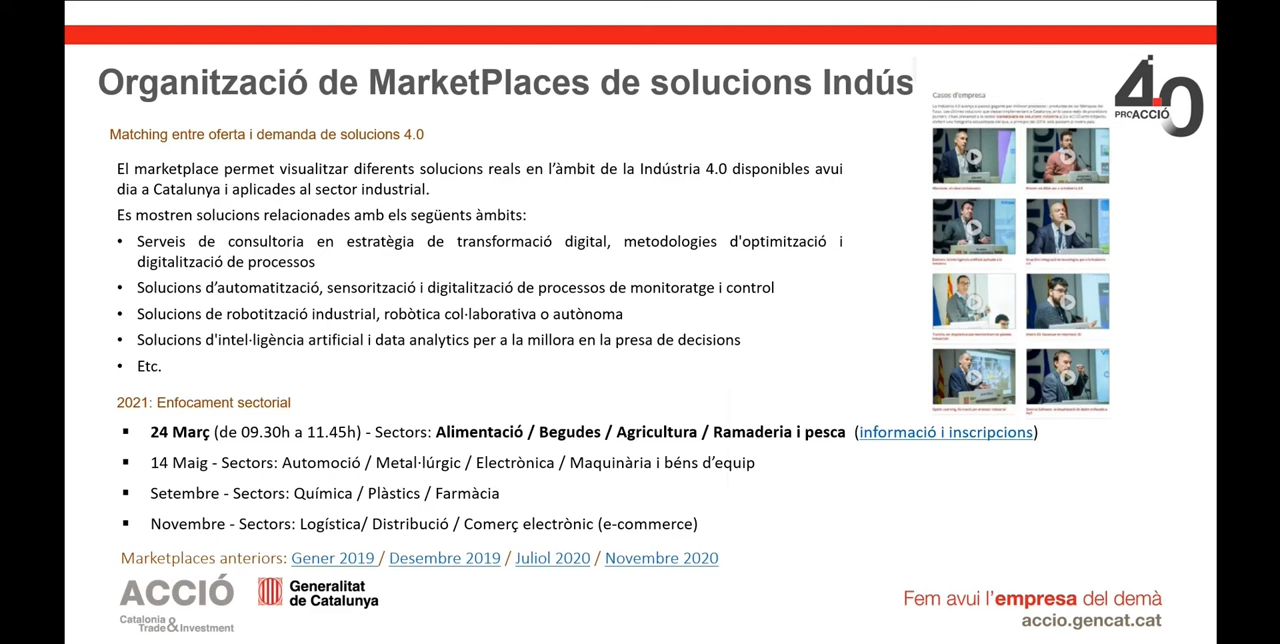 Organització de MarketPlaces de solucions Indús
4.0
PROACCIÓ
Matching entre oferta i demanda de solucions 4.0
Casos d'empresa
El marketplace permet visualitzar diferents solucions reals en l'àmbit de la Indústria 4.0 disponibles avui
dia a Catalunya i aplicades al sector industrial.
Es mostren solucions relacionades amb els següents àmbits:
• Serveis de consultoria en estratègia de transformació digital, metodologies d'optimització i
digitalització de processos
• Solucions d'automatització, sensorització i digitalització de processos de monitoratge i control
• Solucions de robotització industrial, robòtica col·laborativa o autònoma
• Solucions d'intel·ligència artificial i data analytics per a la millora en la presa de decisions
• Etc.
2021: Enfocament sectorial
▪ 24 Març (de 09.30h a 11.45h) - Sectors: Alimentació / Begudes / Agricultura / Ramaderia i pesca (informació i inscripcions)
▪ 14 Maig - Sectors: Automoció / Metal·lúrgic / Electrònica / Maquinària i béns d'equip
▪ Setembre - Sectors: Química / Plàstics / Farmàcia
▪ Novembre - Sectors: Logística/ Distribució / Comerç electrònic (e-commerce)
Marketplaces anteriors: Gener 2019 / Desembre 2019 / Juliol 2020 / Novembre 2020
ACCIÓ
Catalonia
Trade & Investment
Generalitat
de Catalunya
Fem avui l'empresa del demà
accio.gencat.cat